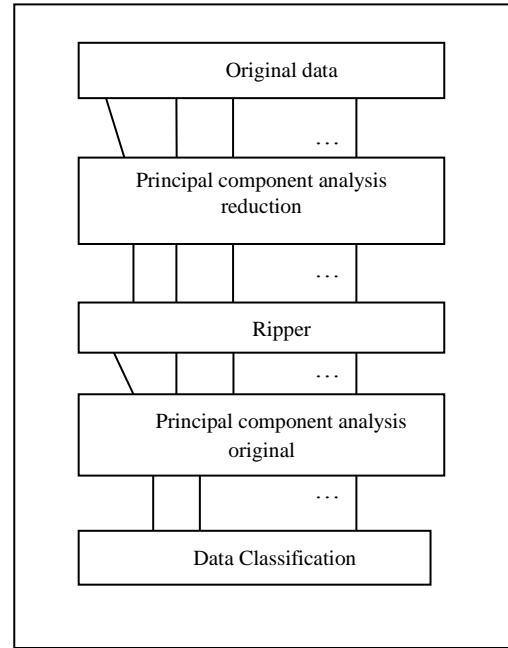 Original data
...
Principal component analysis
reduction
...
Ripper
...
Principal component analysis
original
...
Data Classification